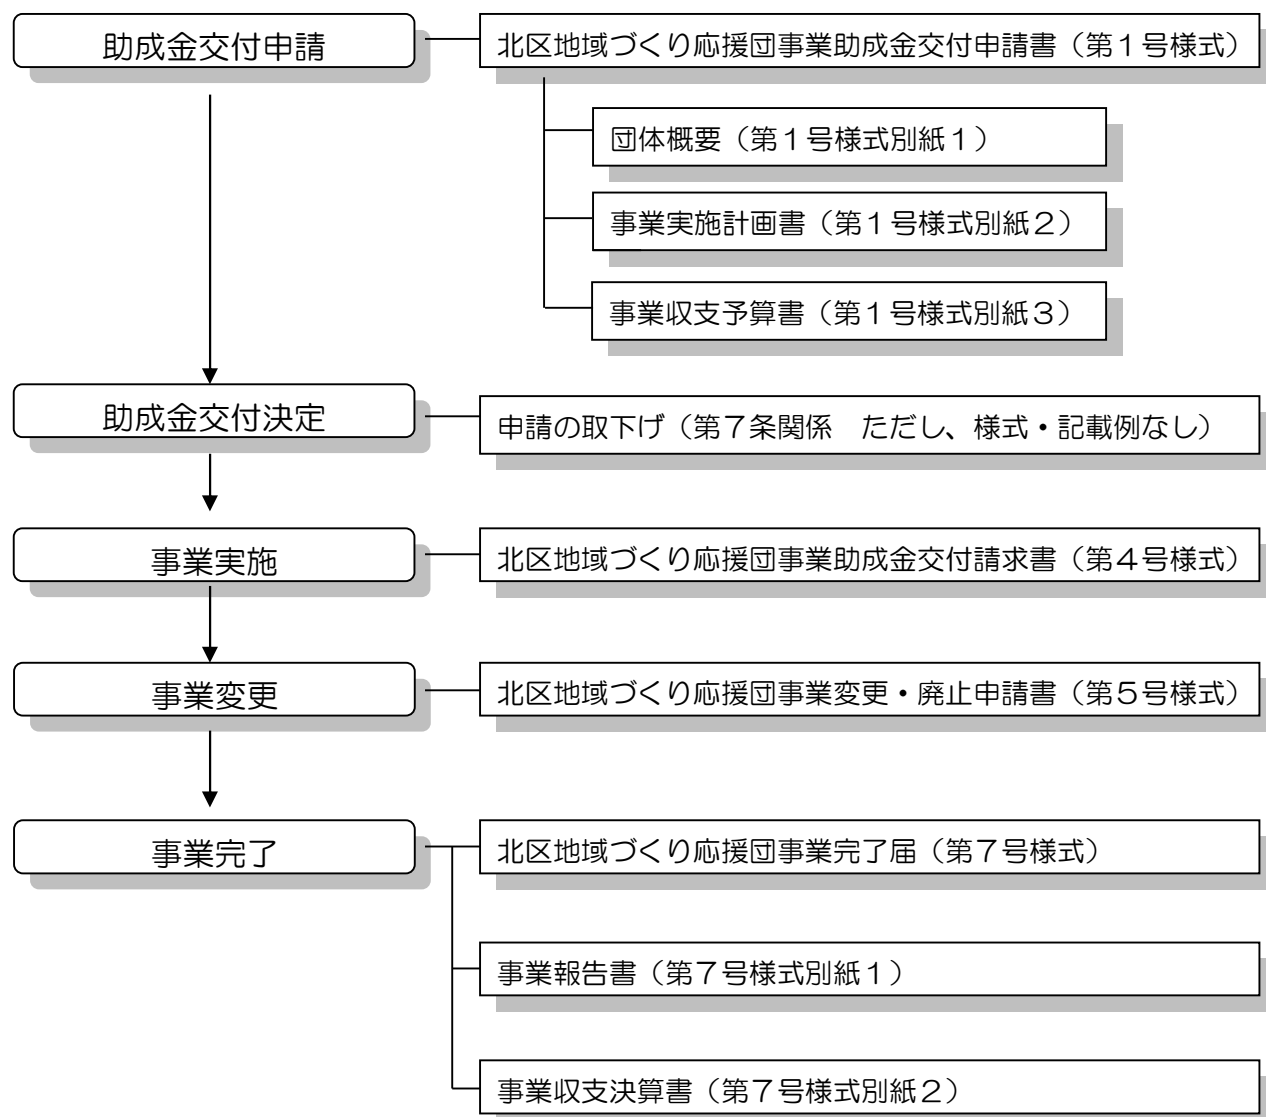 助成金交付申請
北区地域づくり応援団事業助成金交付申請書（第１号様式）
団体概要（第１号様式別紙１）
事業実施計画書（第１号様式別紙２）
事業収支予算書（第１号様式別紙３）
助成金交付決定
申請の取下げ（第７条関係　ただし、様式・記載例なし）
事業実施
北区地域づくり応援団事業助成金交付請求書（第４号様式）
事業変更
北区地域づくり応援団事業変更・廃止申請書（第５号様式）
事業完了
北区地域づくり応援団事業完了届（第７号様式）
事業報告書（第７号様式別紙１）
事業収支決算書（第７号様式別紙２）